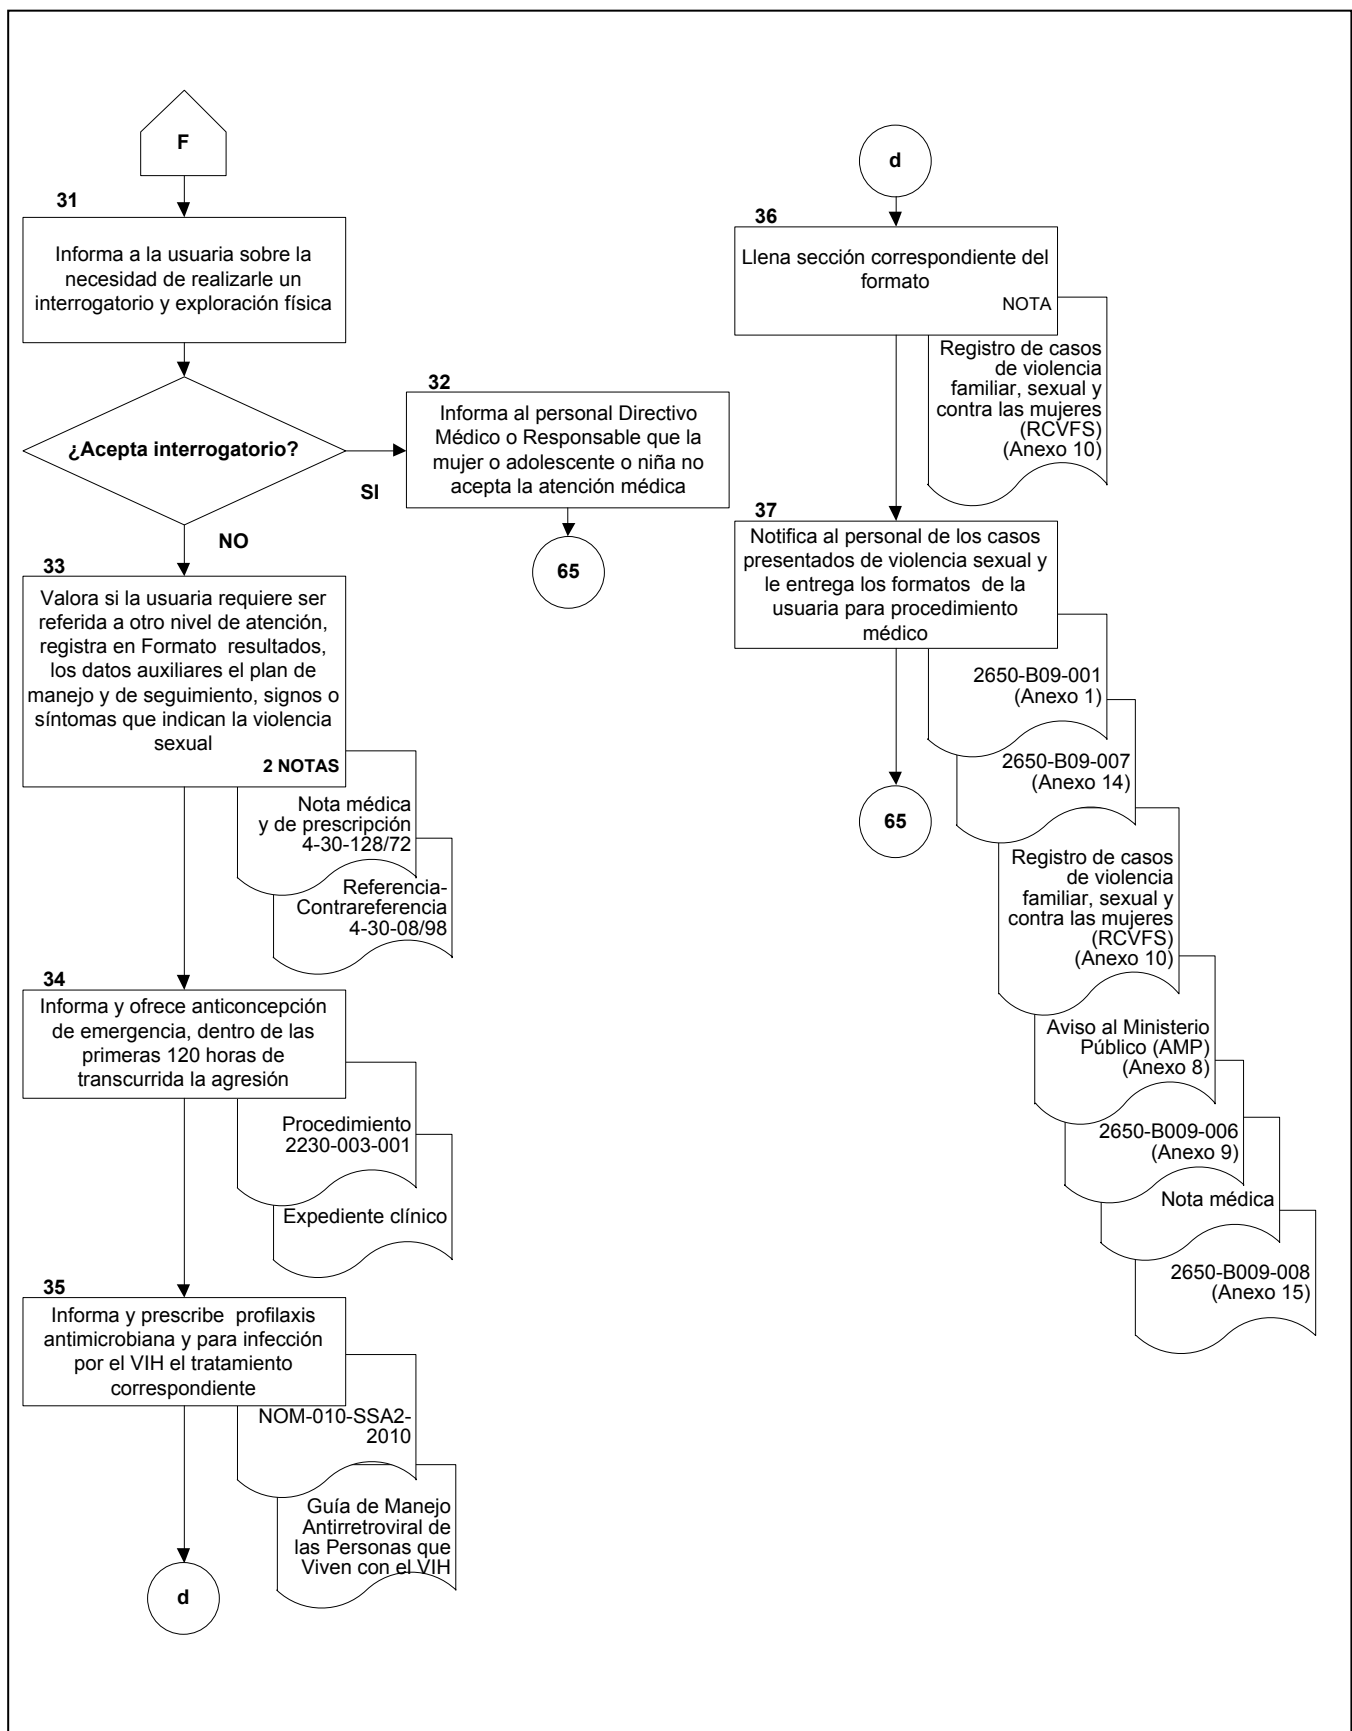 F
31
Informa a la usuaria sobre la
necesidad de realizarle un
interrogatorio y exploración física
¿Acepta interrogatorio?
SI
NO
32
Informa al personal Directivo
Médico o Responsable que la
mujer o adolescente o niña no
acepta la atención médica
65
33
Valora si la usuaria requiere ser
referida a otro nivel de atención,
registra en Formato resultados,
los datos auxiliares el plan de
manejo y de seguimiento, signos o
síntomas que indican la violencia
sexual
2 NOTAS
Nota médica
y de prescripción
4-30-128/72
Referencia-
Contrareferencia
4-30-08/98
34
Informa y ofrece anticoncepción
de emergencia, dentro de las
primeras 120 horas de
transcurrida la agresión
Procedimiento
2230-003-001
Expediente clínico
35
Informa y prescribe profilaxis
antimicrobiana y para infección
por el VIH el tratamiento
correspondiente
NOM-010-SSA2-
2010
Guía de Manejo
Antirretroviral de
las Personas que
Viven con el VIH
d
d
36
Llena sección correspondiente del
formato
NOTA
Registro de casos
de violencia
familiar, sexual y
contra las mujeres
(RCVFS)
(Anexo 10)
37
Notifica al personal de los casos
presentados de violencia sexual y
le entrega los formatos de la
usuaria para procedimiento
médico
2650-B09-001
(Anexo 1)
2650-B09-007
(Anexo 14)
65
Registro de casos
de violencia
familiar, sexual y
contra las mujeres
(RCVFS)
(Anexo 10)
Aviso al Ministerio
Público (AMP)
(Anexo 8)
2650-B009-006
(Anexo 9)
Nota médica
2650-B009-008
(Anexo 15)